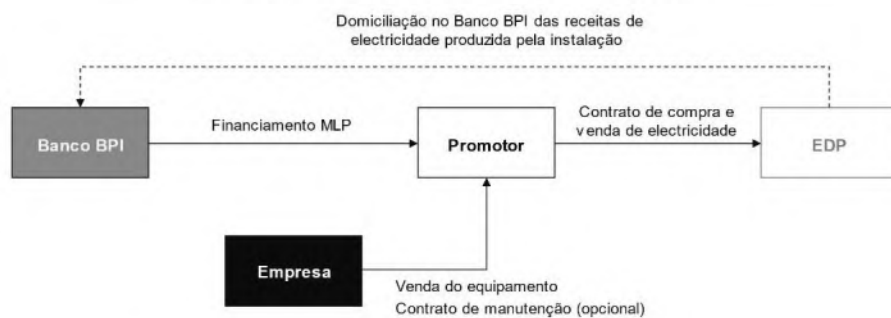 Domiciliação no Banco BPI das receitas de
electricidade produzida pela instalação
Banco BPI
Financiamento MLP
Promotor
Contrato de compra e
venda de electricidade
EDP
Empresa
Venda do equipamento
Contrato de manutenção (opcional)